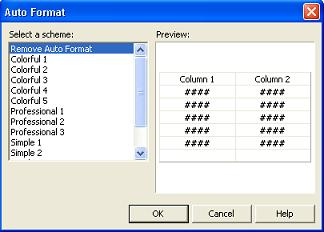 Auto Format
Select a scheme:
Remove Auto Format
Colorful 1
Colorful 2
Colorful 3
Colorful 4
Colorful 5
Professional 1
Professional 2
Professional 3
Simple 1
Simple 2
Preview:
Column 1 Column 2
#### ####
#### ####
#### ####
#### ####
#### ####
OK Cancel Help